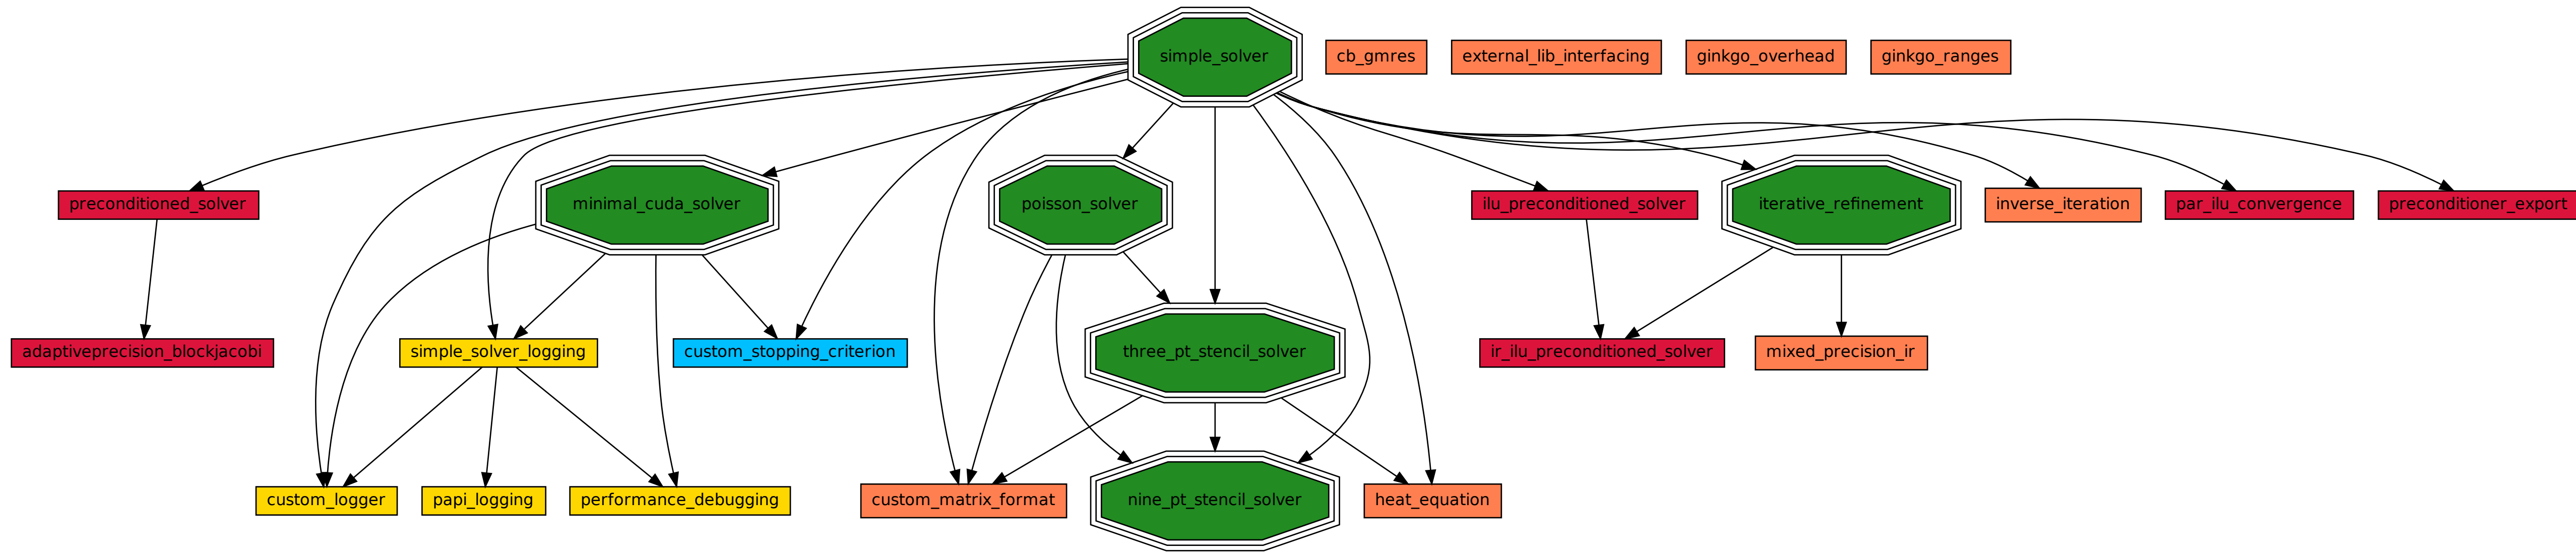 simple_solver
cb_gmres
external_lib_interfacing
ginkgo_overhead
ginkgo_ranges
preconditioned_solver
minimal_cuda_solver
poisson_solver
ilu_preconditioned_solver
iterative_refinement
inverse_iteration
par_ilu_convergence
preconditioner_export
adaptiveprecision_blockjacobi
simple_solver_logging
custom_stopping_criterion
three_pt_stencil_solver
ir_ilu_preconditioned_solver
mixed_precision_ir
custom_logger
papi_logging
performance_debugging
custom_matrix_format
nine_pt_stencil_solver
heat_equation